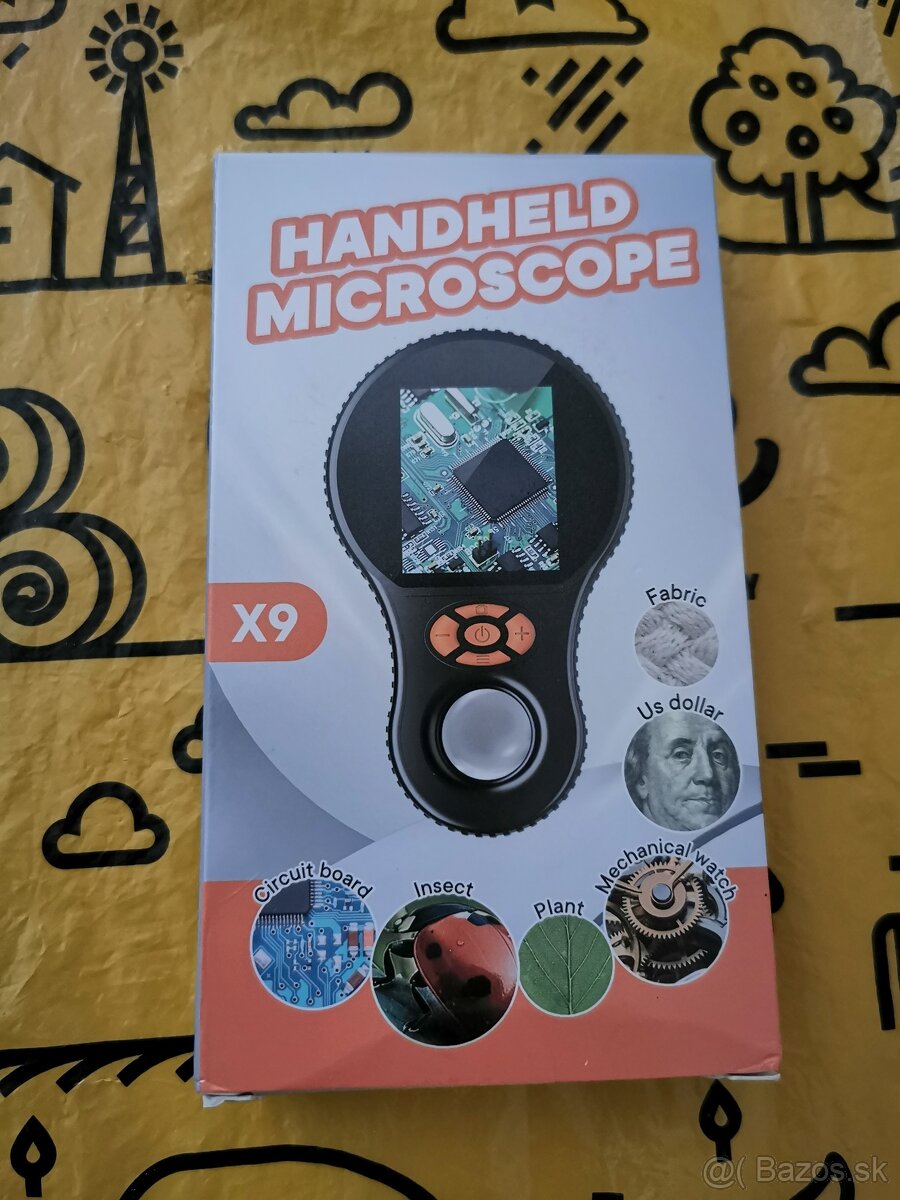 HANDHELD
MICROSCOPE
X9
Fabric
Us dollar
Mechanical watch
Circuit board
Insect
Plant
@( Bazos.sk